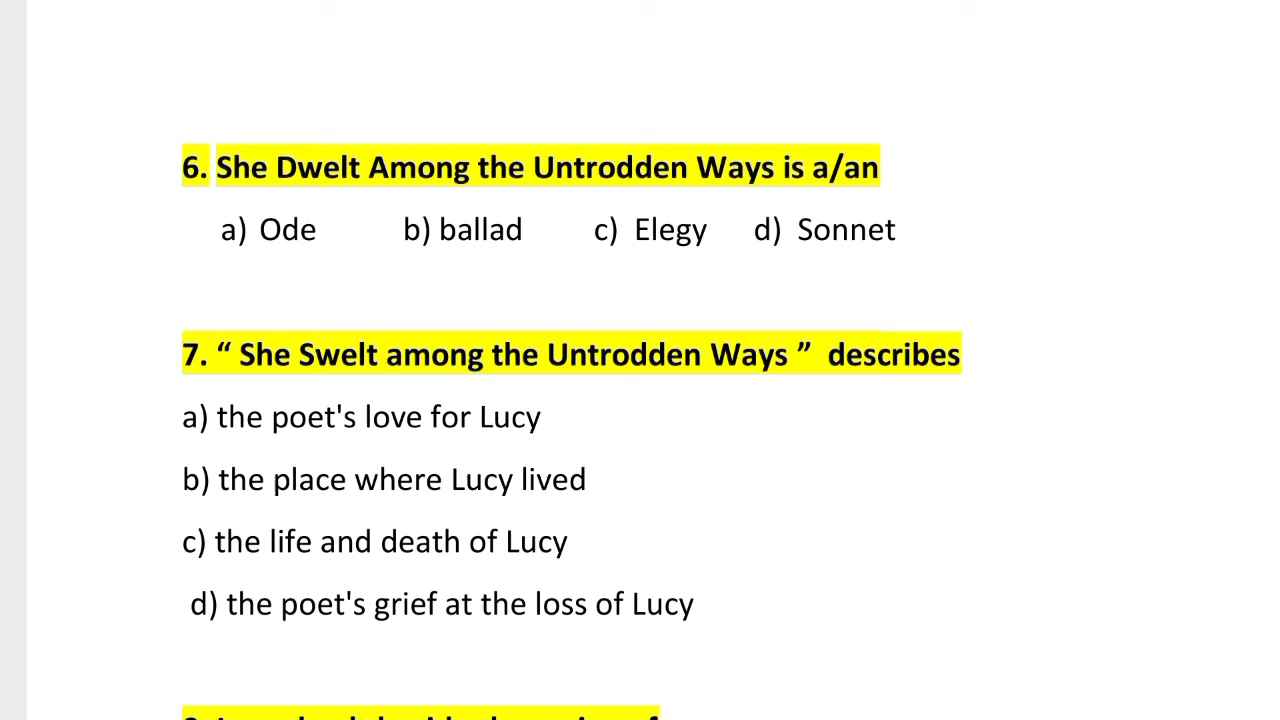 6. She Dwelt Among the Untrodden Ways is a/an
a) Ode b) ballad c) Elegy d) Sonnet
7. “ She Swelt among the Untrodden Ways ” describes
a) the poet's love for Lucy
b) the place where Lucy lived
c) the life and death of Lucy
d) the poet's grief at the loss of Lucy